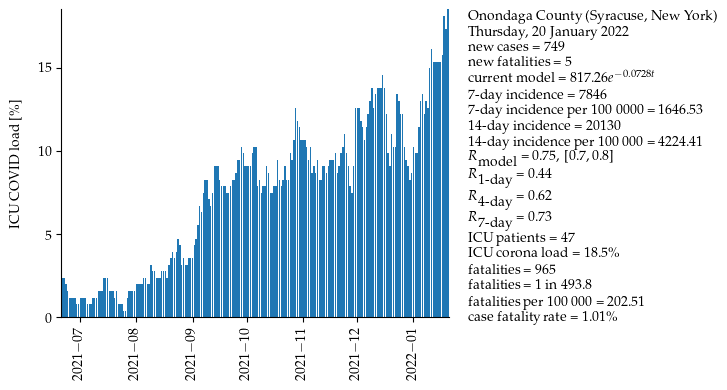 Onondaga County (Syracuse, New York)
Thursday, 20 January 2022
new cases = 749
new fatalities = 5
current model = 817.26e^{−0.0728t}
7-day incidence = 7846
7-day incidence per 100 0000 = 1646.53
14-day incidence = 20130
14-day incidence per 100 000 = 4224.41
R_model = 0.75, [0.7, 0.8]
R_1-day = 0.44
R_4-day = 0.62
R_7-day = 0.73
ICU patients = 47
ICU corona load = 18.5%
fatalities = 965
fatalities = 1 in 493.8
fatalities per 100 000 = 202.51
case fatality rate = 1.01%
ICU COVID load [%]
15
10
5
0
2021−07
2021−08
2021−09
2021−10
2021−11
2021−12
2022−01